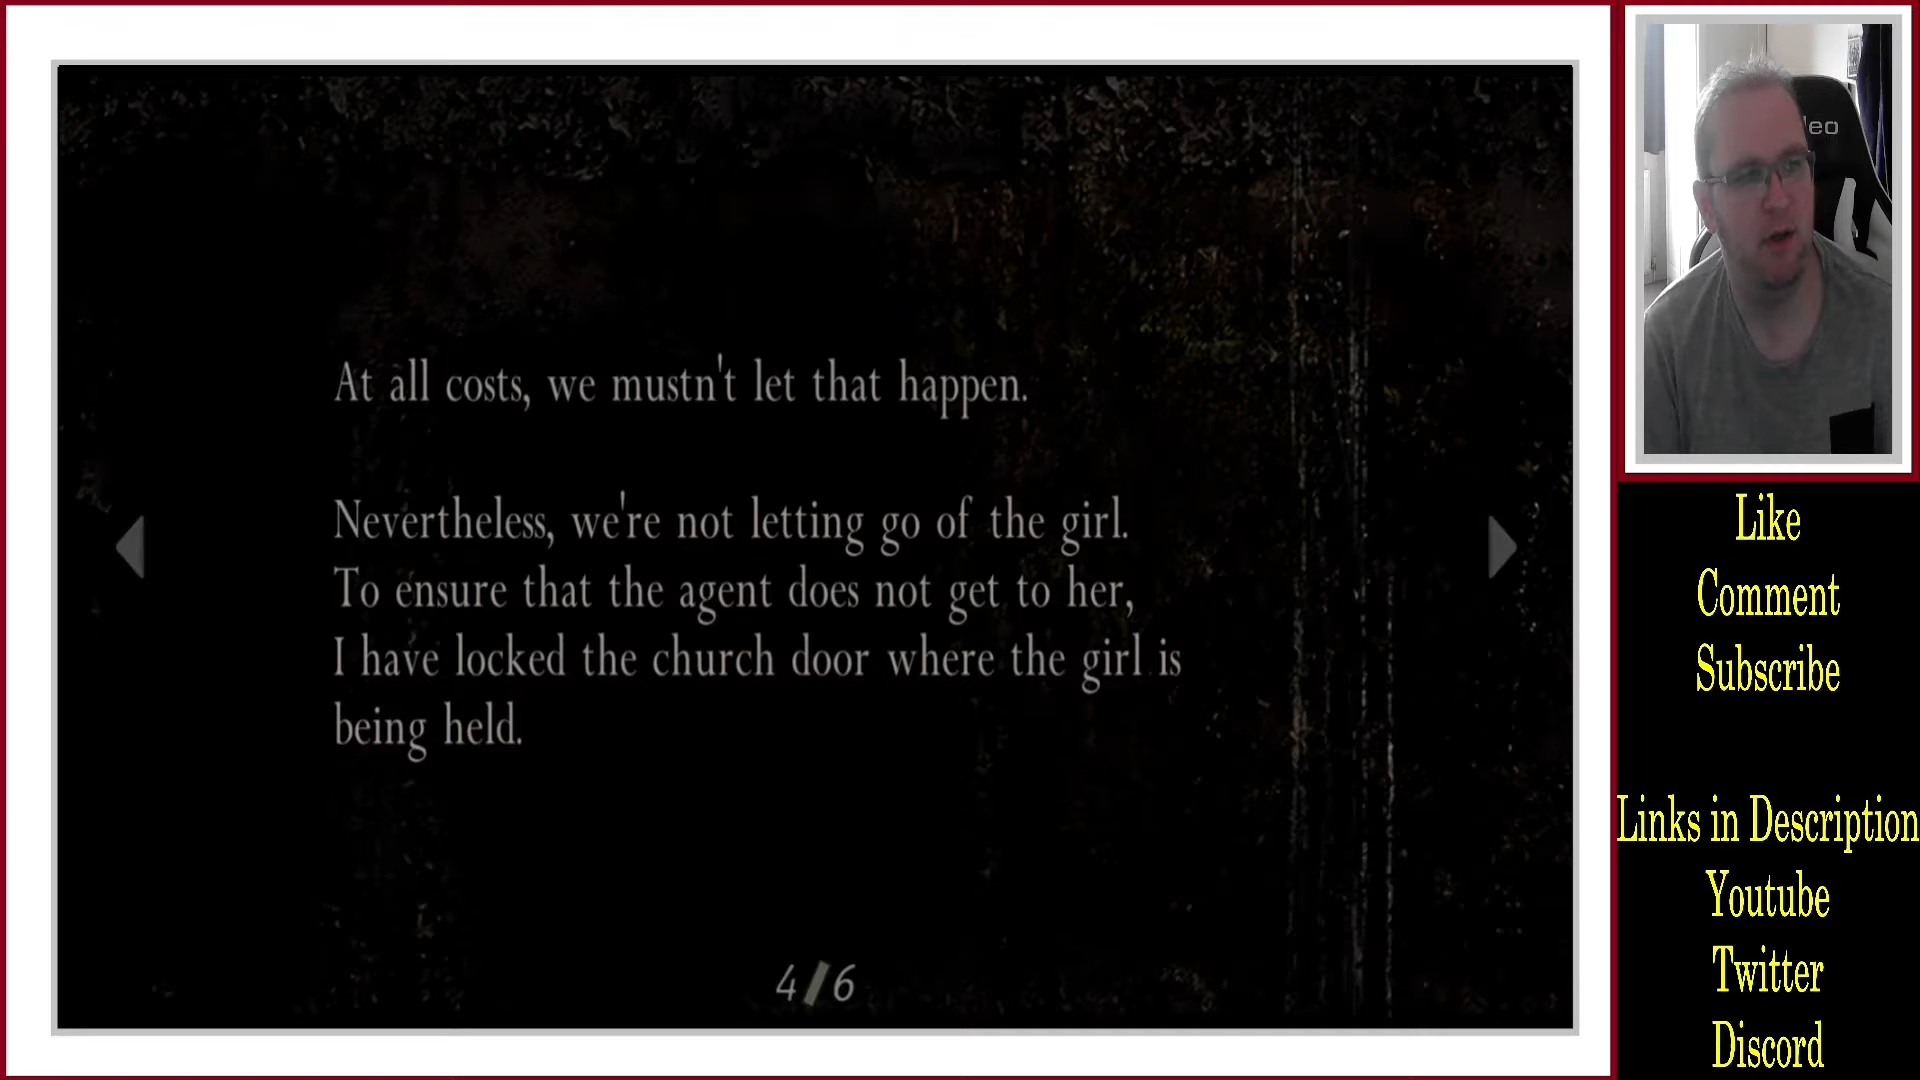 At all costs, we mustn't let that happen.
Nevertheless, we're not letting go of the girl.
To ensure that the agent does not get to her,
I have locked the church door where the girl is
being held.
4/6
leo
Like
Comment
Subscribe
Links in Description
Youtube
Twitter
Discord